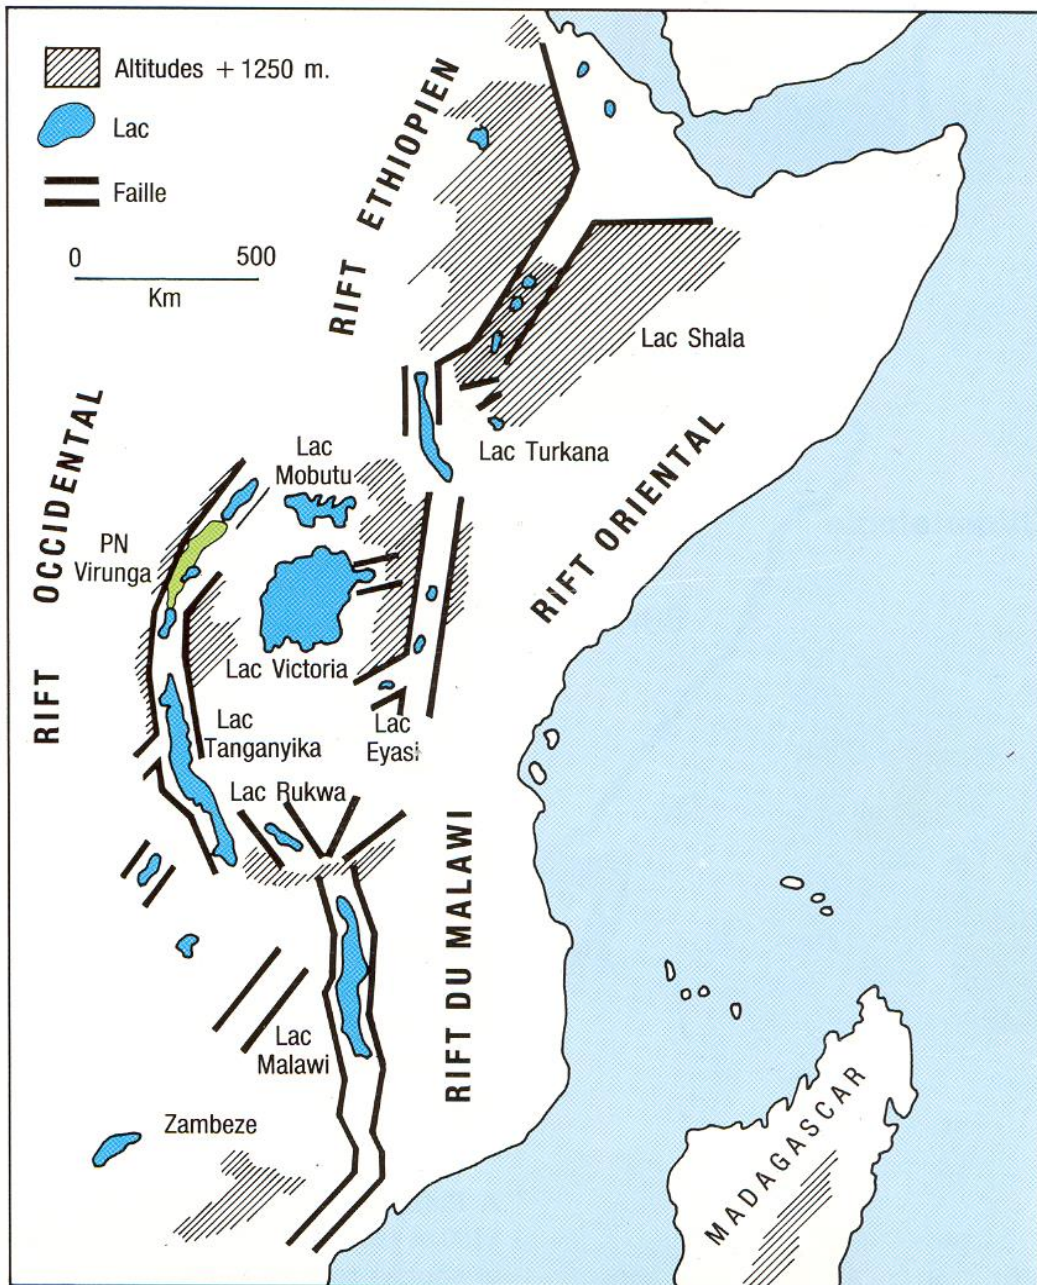 Altitudes + 1250 m.
Lac
Faille
0 500
Km
RIFT ETHIOPIEN
Lac Shala
Lac Turkana
RIFT ORIENTAL
Lac
Mobutu
RIFT OCCIDENTAL
PN
Virunga
Lac Victoria
Lac
Tanganyika
Lac
Eyasi
Lac Rukwa
RIFT DU MALAWI
Lac
Malawi
Zambeze
MADAGASCAR